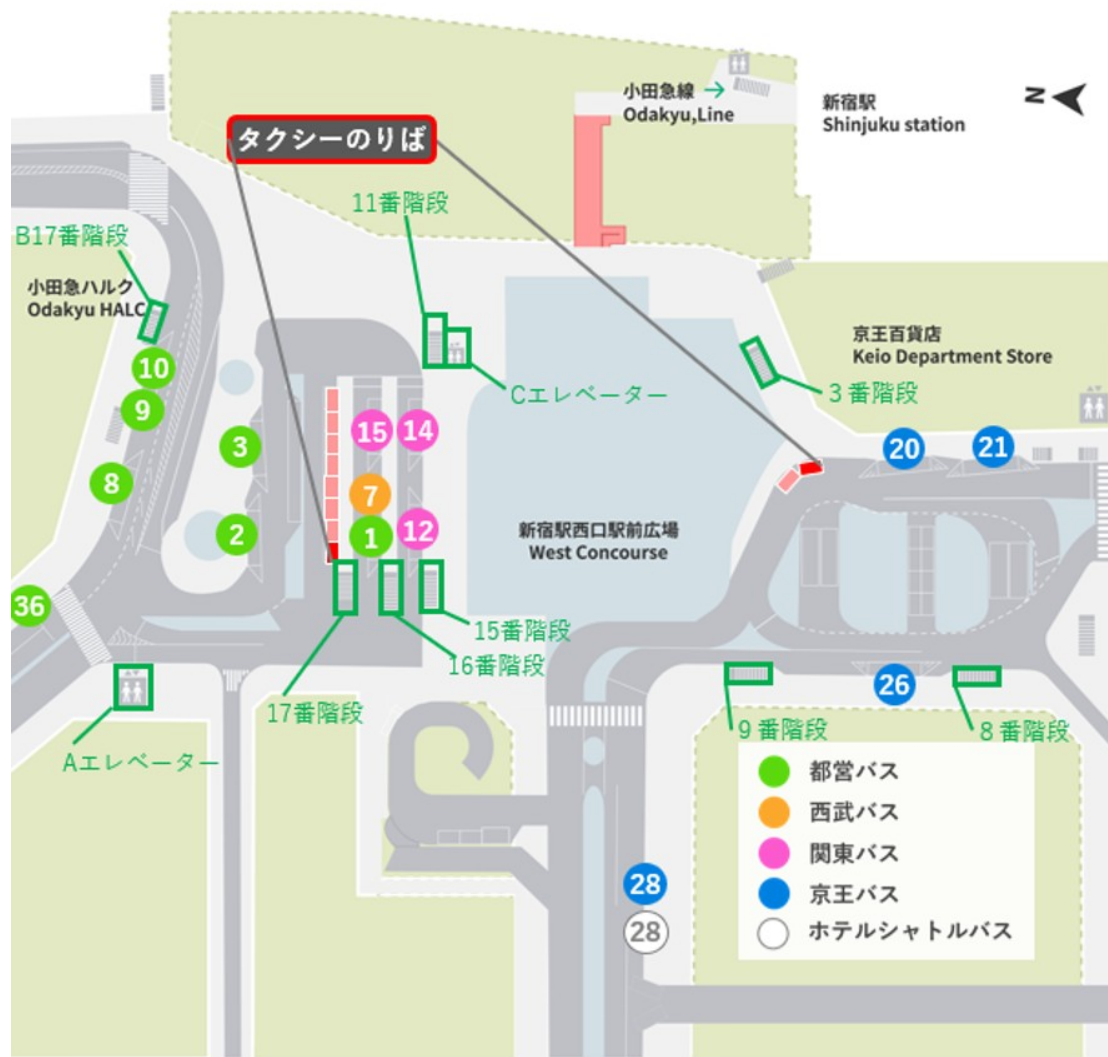 小田急線 →
Odakyu,Line
新宿駅
Shinjuku station
N
タクシーのりば
11番階段
B17番階段
小田急ハルク
Odakyu HALC
京王百貨店
Keio Department Store
Cエレベーター
3番階段
10
9
8
3
2
36
15
14
7
1
12
20
21
新宿駅西口駅前広場
West Concourse
15番階段
16番階段
17番階段
Aエレベーター
26
9番階段
8番階段
28
28
都営バス
西武バス
関東バス
京王バス
ホテルシャトルバス